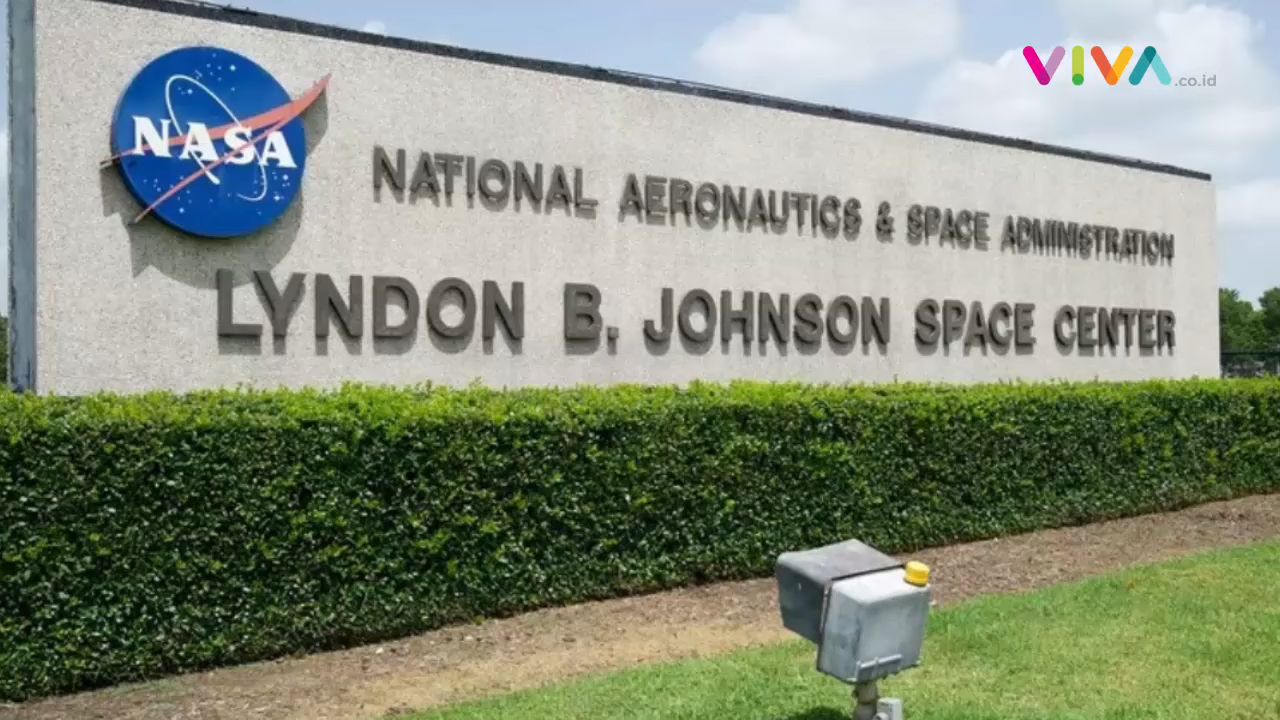 VIVA.co.id
NASA
NATIONAL AERONAUTICS & SPACE ADMINISTRATION
LYNDON B. JOHNSON SPACE CENTER